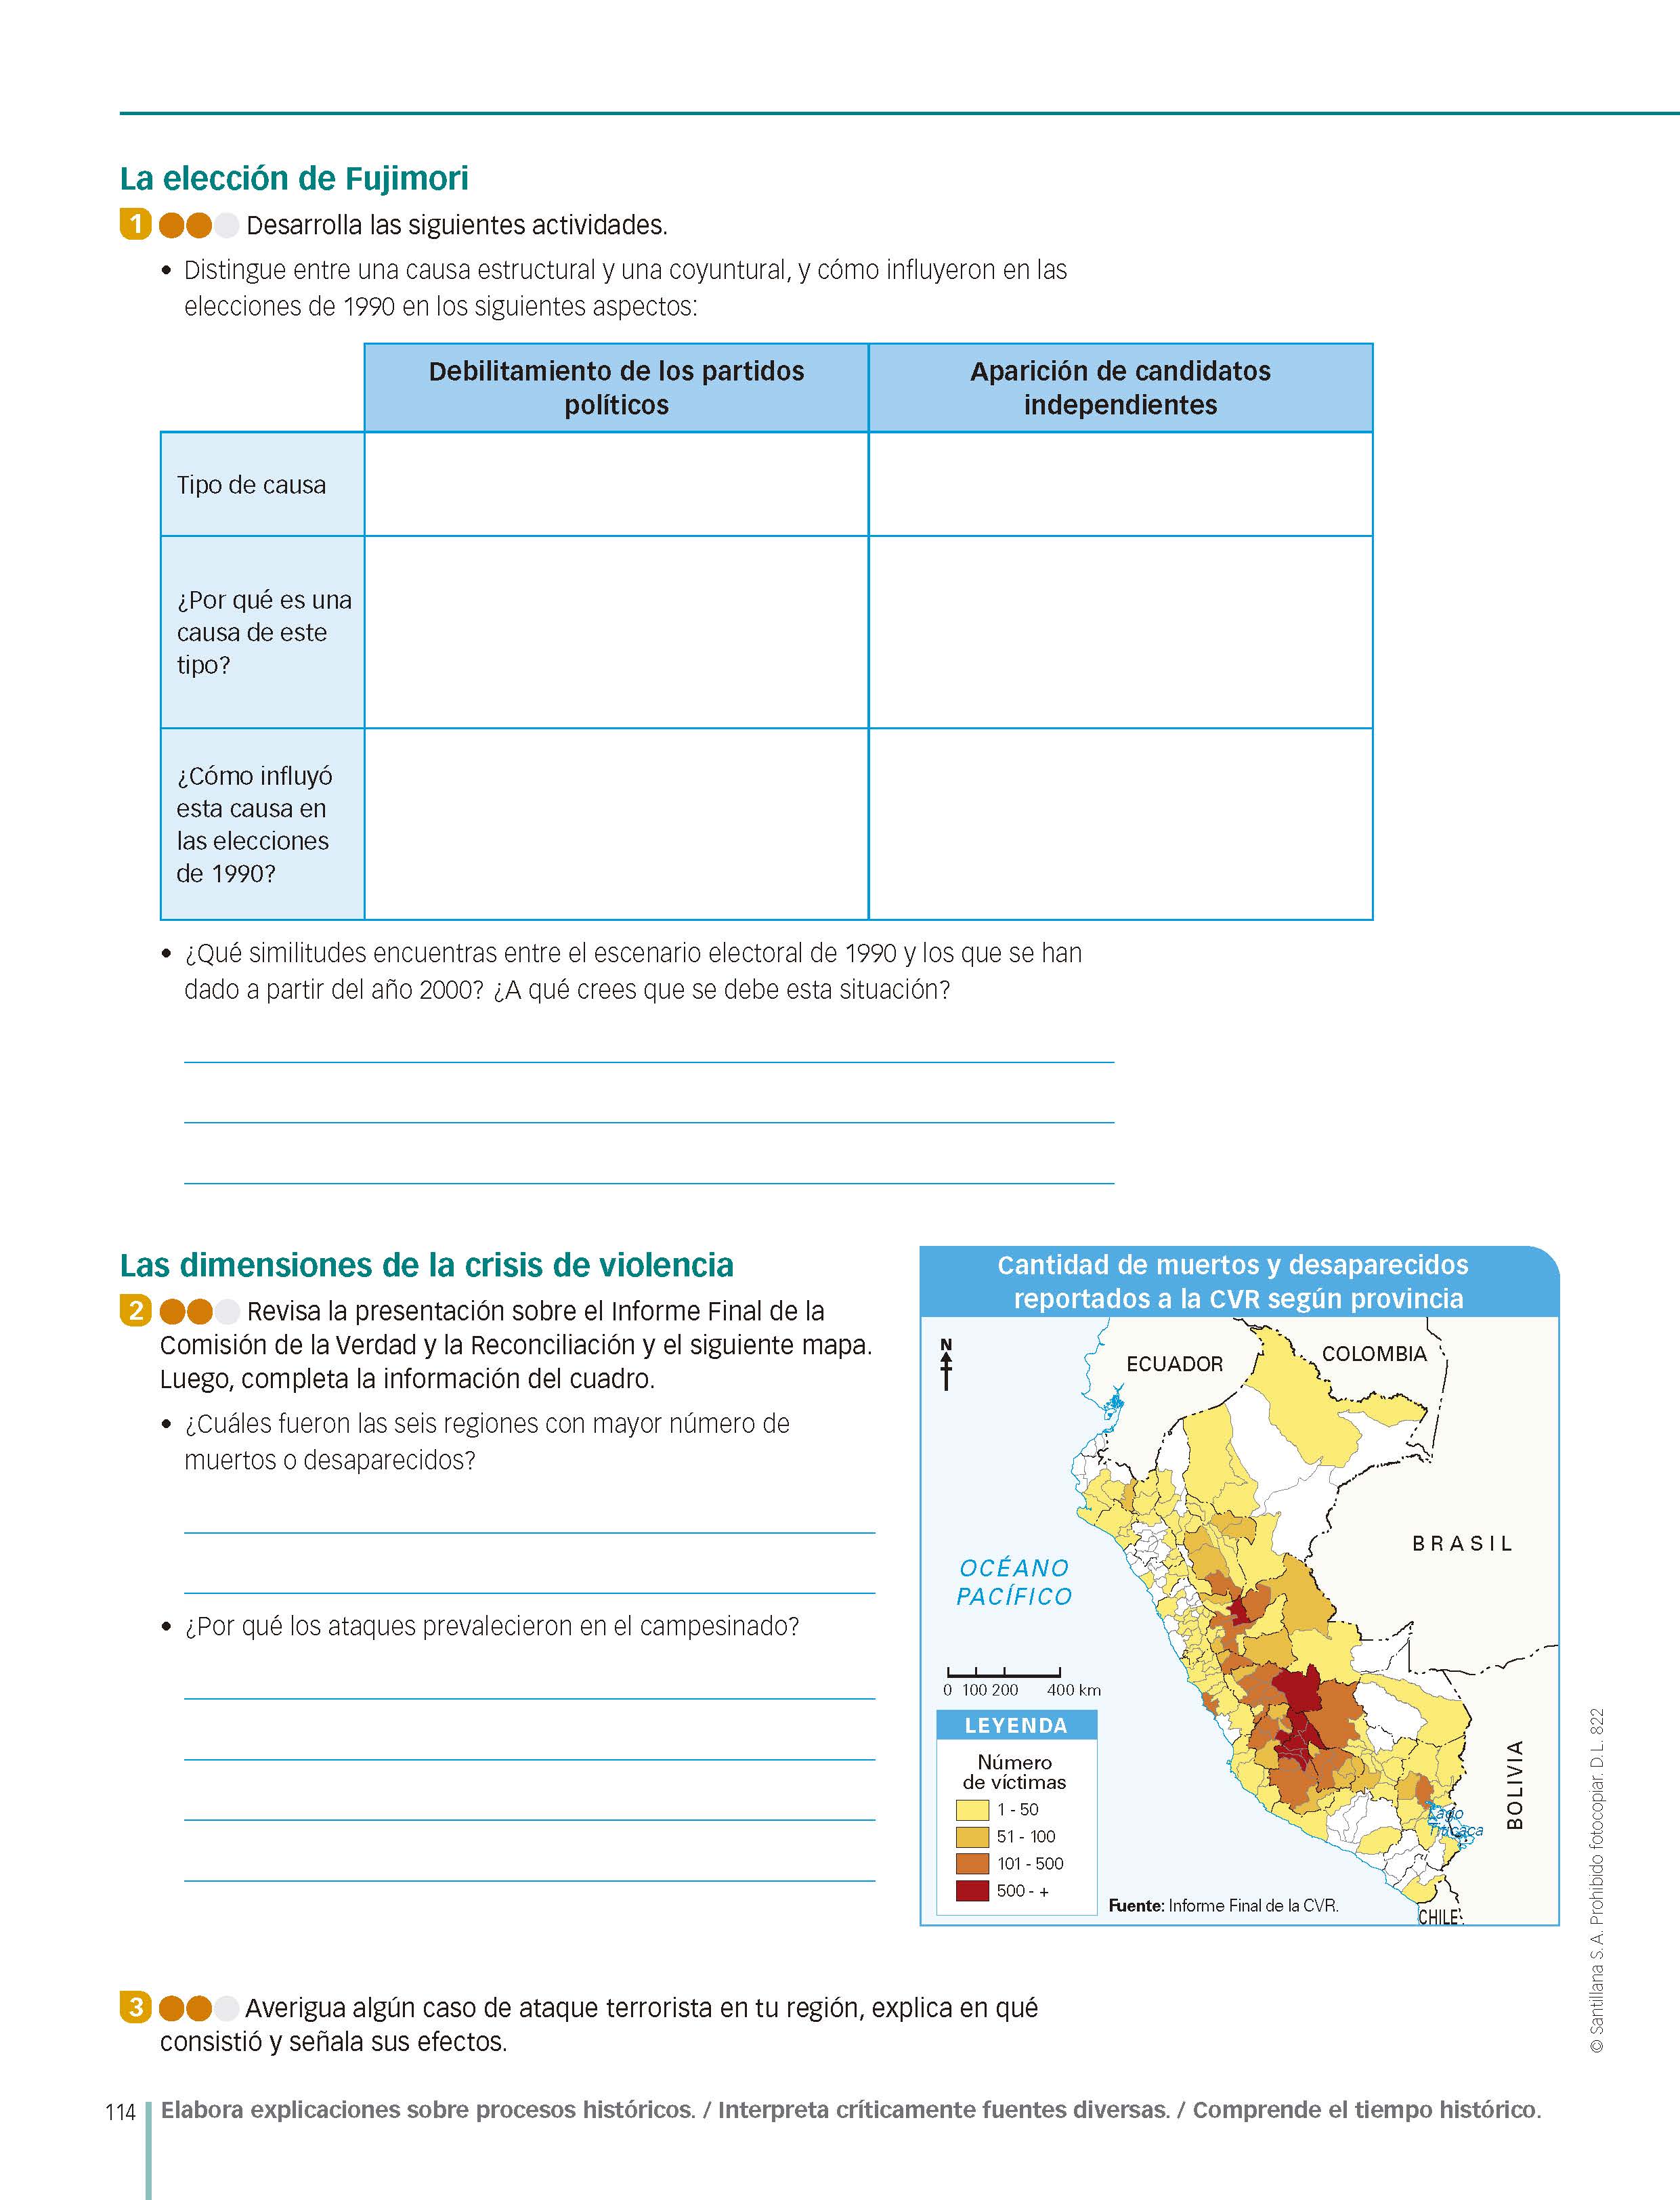 La elección de Fujimori
1 Desarrolla las siguientes actividades.
• Distingue entre una causa estructural y una coyuntural, y cómo influyeron en las
elecciones de 1990 en los siguientes aspectos:
Debilitamiento de los partidos
políticos
Aparición de candidatos
independientes
Tipo de causa
¿Por qué es una
causa de este
tipo?
¿Cómo influyó
esta causa en
las elecciones
de 1990?
• ¿Qué similitudes encuentras entre el escenario electoral de 1990 y los que se han
dado a partir del año 2000? ¿A qué crees que se debe esta situación?
Las dimensiones de la crisis de violencia
2 Revisa la presentación sobre el Informe Final de la
Comisión de la Verdad y la Reconciliación y el siguiente mapa.
Luego, completa la información del cuadro.
• ¿Cuáles fueron las seis regiones con mayor número de
muertos o desaparecidos?
• ¿Por qué los ataques prevalecieron en el campesinado?
Cantidad de muertos y desaparecidos
reportados a la CVR según provincia
N
ECUADOR
COLOMBIA
BRASIL
OCÉANO
PACÍFICO
0 100 200 400 km
LEYENDA
Número
de víctimas
1 - 50
51 - 100
101 - 500
500 - +
BOLIVIA
Lago
Titicaca
Fuente: Informe Final de la CVR.
CHILE
3 Averigua algún caso de ataque terrorista en tu región, explica en qué
consistió y señala sus efectos.
© Santillana S. A. Prohibido fotocopiar. D. L. 822
114 Elabora explicaciones sobre procesos históricos. / Interpreta críticamente fuentes diversas. / Comprende el tiempo histórico.